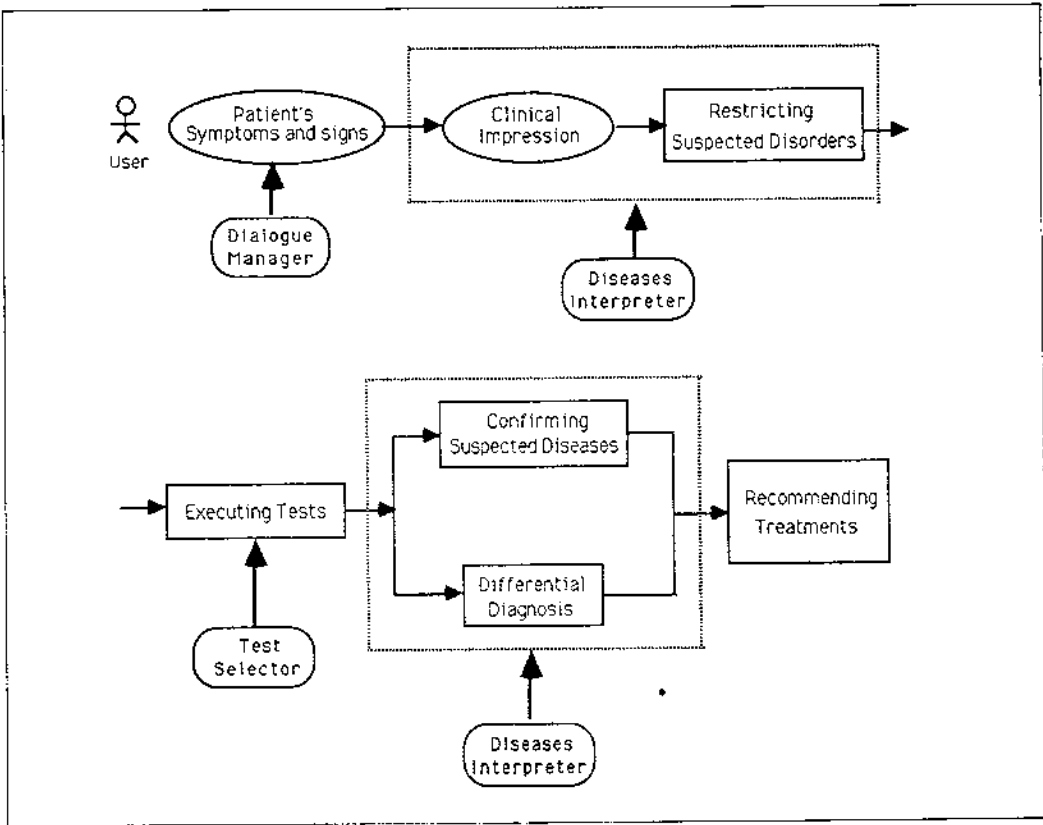 Patient's
Symptoms and signs
Clinical
Impression
Restricting
Suspected Disorders
User
Dialogue
Manager
Diseases
Interpreter
Confirming
Suspected Diseases
Executing Tests
Recommending
Treatments
Differential
Diagnosis
Test
Selector
Diseases
Interpreter